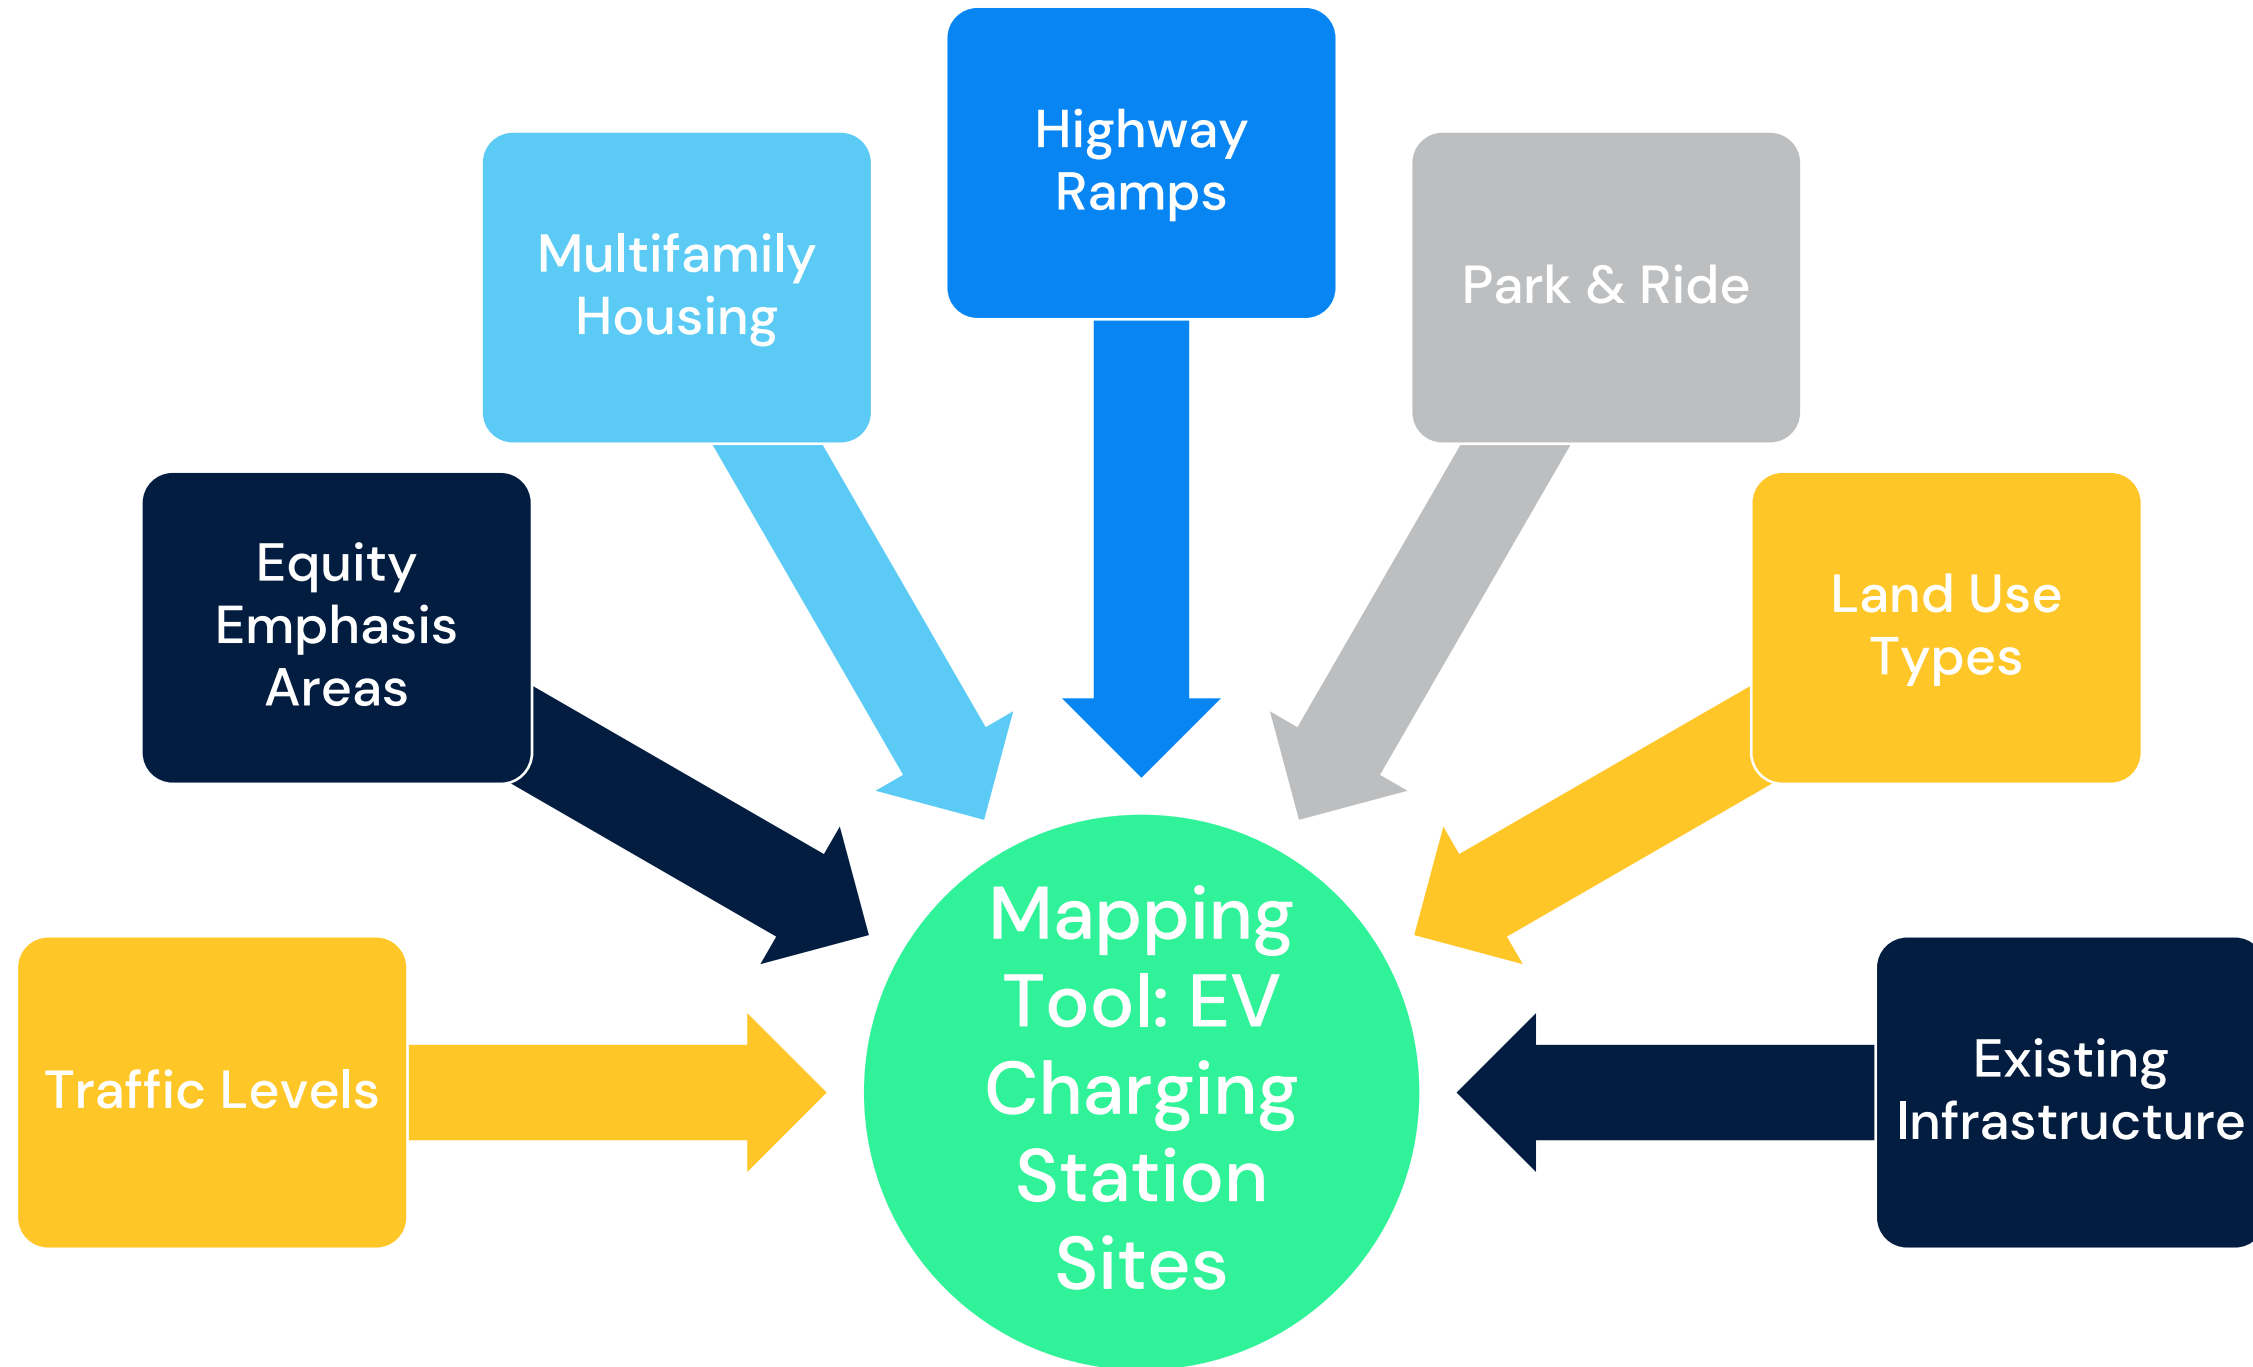 Highway
Ramps
Multifamily
Housing
Park & Ride
Equity
Emphasis
Areas
Land Use
Types
Traffic Levels
Mapping
Tool: EV
Charging
Station
Sites
Existing
Infrastructure